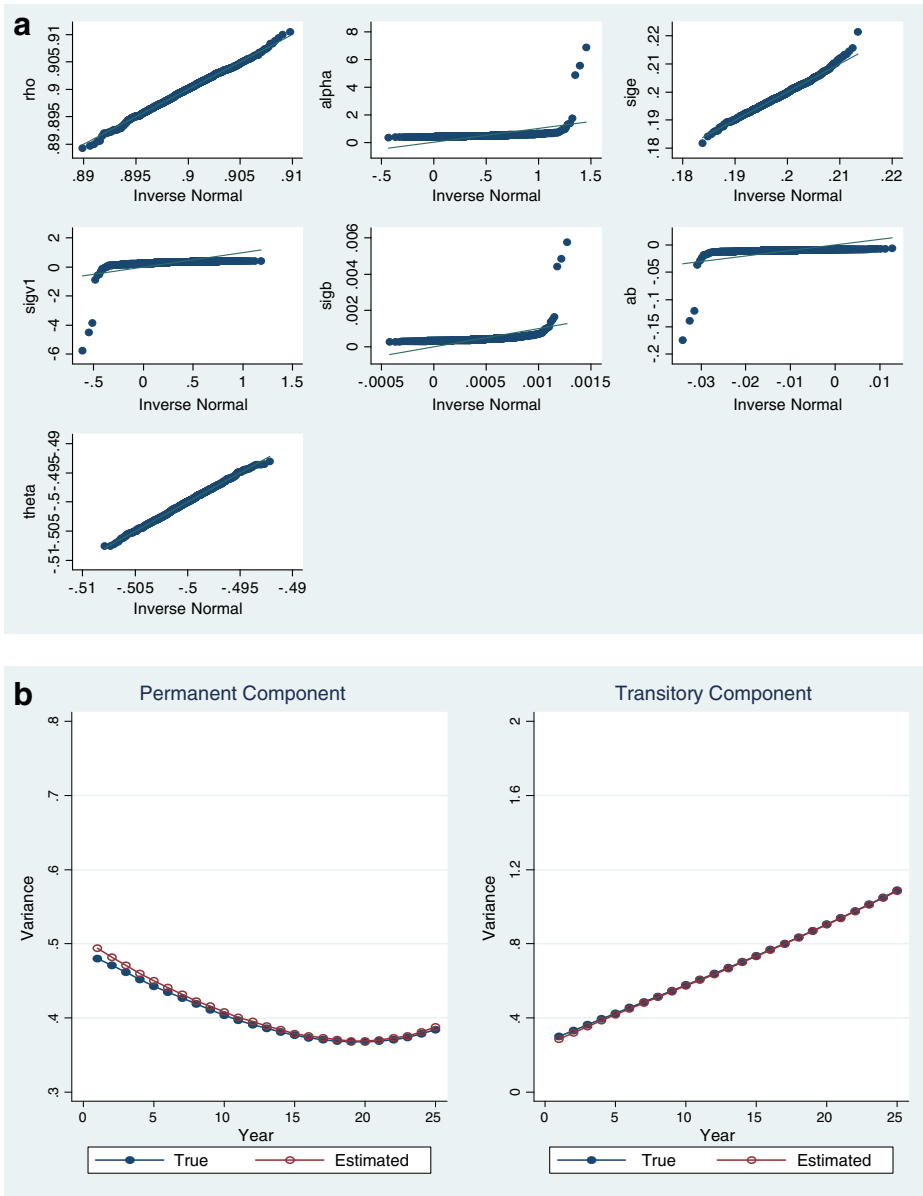 a
rho
.89 .895 .9 .905 .91
.89 .895 .9 .905 .91
Inverse Normal
alpha
0 2 4 6 8
-.5 0 .5 1 1.5
Inverse Normal
sige
.18 .19 .2 .21 .22
.18 .19 .2 .21 .22
Inverse Normal
sigv1
-6 -4 -2 0 2
-.5 0 .5 1 1.5
Inverse Normal
sigb
0 .002 .004 .006
-.0005 0 .0005 .001 .0015
Inverse Normal
ab
-.2 -.15 -.1 -.05 0
-.03 -.02 -.01 0 .01
Inverse Normal
theta
-.51 -.505 -.5 -.495 -.49
-.51 -.505 -.5 -.495 -.49
Inverse Normal
b
Permanent Component
Variance
.3 .4 .5 .6 .7 .8
0 5 10 15 20 25
Year
True Estimated
Transitory Component
Variance
0 .4 .8 1.2 1.6 2
0 5 10 15 20 25
Year
True Estimated